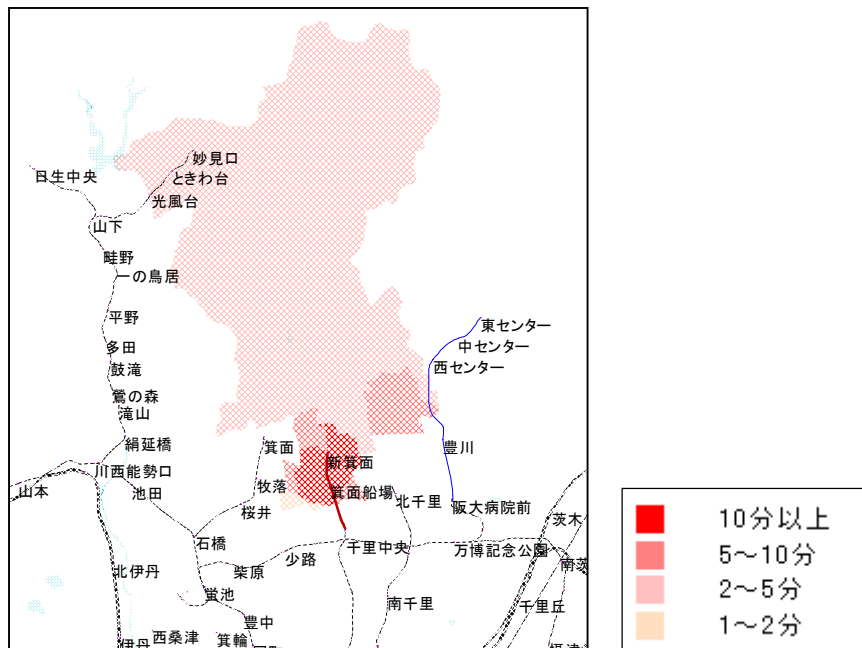 妙見口
日生中央
ときわ台
光風台
山下
畦野
一の鳥居
平野
東センター
中センター
多田
西センター
鼓滝
鶯の森
滝山
絹延橋
箕面
豊川
新箕面
川西能勢口
山本
池田
牧落
箕面船場
北千里
桜井
阪大病院前
茨木
石橋
千里中央
万博記念公園
少路
南茨
北伊丹
柴原
蛍池
南千里
千里丘
豊中
伊丹
西桑津
箕輪
10分以上
5～10分
2～5分
1～2分